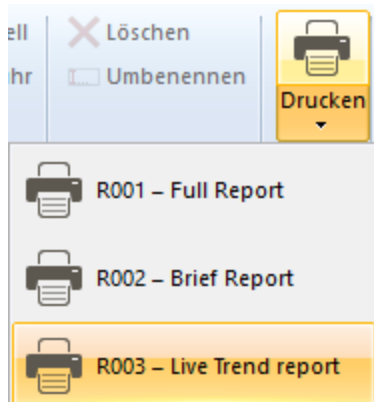 ell
Löschen
hr
Umbenennen
Drucken
R001 – Full Report
R002 – Brief Report
R003 – Live Trend report